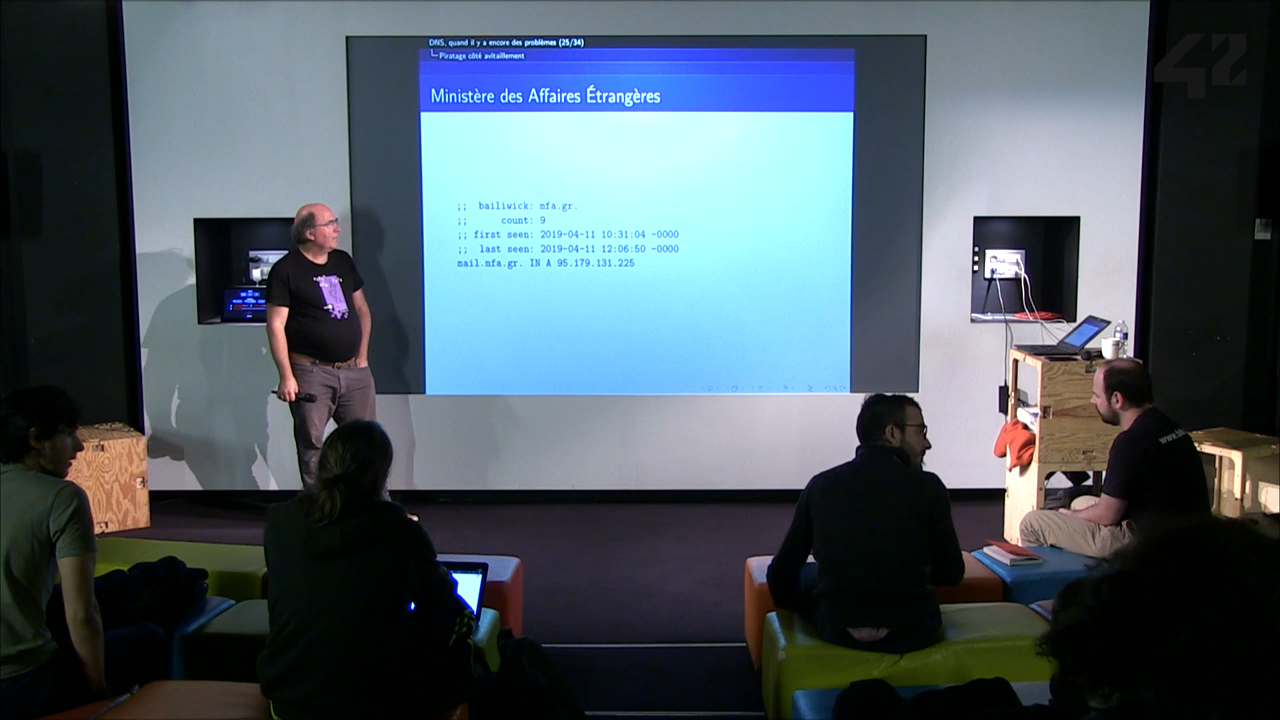 DNS, quand il y a encore des problèmes (25/34)
Piratage côté avitaillement
42
Ministère des Affaires Étrangères
;; bailiwick: mfa.gr.
;; count: 9
;; first seen: 2019-04-11 10:31:04 -0000
;; last seen: 2019-04-11 12:06:50 -0000
mail.mfa.gr. IN A 95.179.131.225